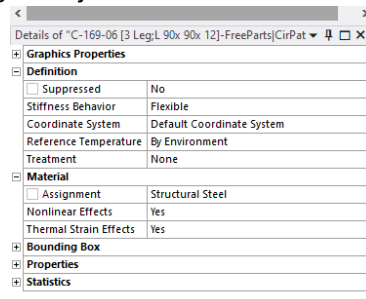 Details of "C-169-06 [3 Leg;L 90x 90x 12]-FreeParts|CirPat
Graphics Properties
Definition
Suppressed No
Stiffness Behavior Flexible
Coordinate System Default Coordinate System
Reference Temperature By Environment
Treatment None
Material
Assignment Structural Steel
Nonlinear Effects Yes
Thermal Strain Effects Yes
Bounding Box
Properties
Statistics